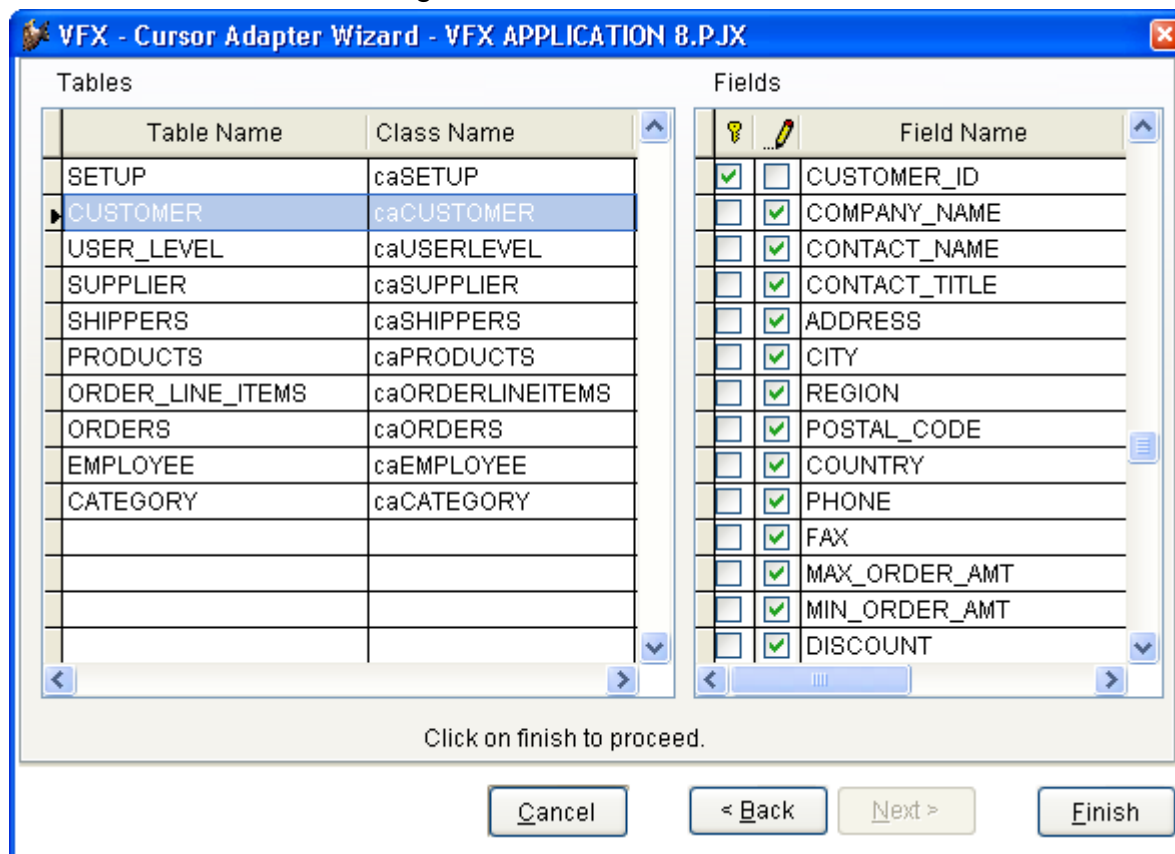 VFX - Cursor Adapter Wizard - VFX APPLICATION 8.PJX
Tables
Fields
Table Name Class Name
Field Name
SETUP caSETUP
CUSTOMER_ID
CUSTOMER caCUSTOMER
COMPANY_NAME
USER_LEVEL caUSERLEVEL
CONTACT_NAME
SUPPLIER caSUPPLIER
CONTACT_TITLE
SHIPPERS caSHIPPERS
ADDRESS
PRODUCTS caPRODUCTS
CITY
ORDER_LINE_ITEMS caORDERLINEITEMS
REGION
ORDERS caORDERS
POSTAL_CODE
EMPLOYEE caEMPLOYEE
COUNTRY
CATEGORY caCATEGORY
PHONE
FAX
MAX_ORDER_AMT
MIN_ORDER_AMT
DISCOUNT
Click on finish to proceed.
Cancel
< Back
Next >
Finish